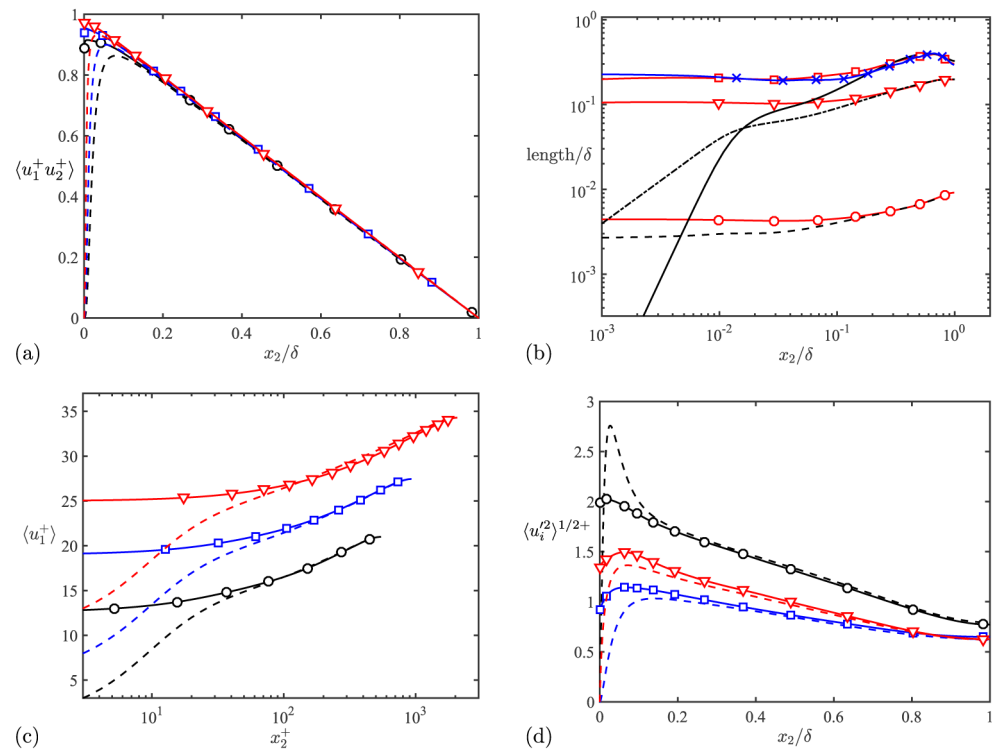 1
0.8
0.6
0.4
0.2
0
⟨u₁⁺u₂⁺⟩
0 0.2 0.4 0.6 0.8 1
x₂/δ
(a)
10⁰
10⁻¹
length/δ
10⁻²
10⁻³
10⁻³ 10⁻² 10⁻¹ 10⁰
x₂/δ
(b)
35
30
25
⟨u₁⁺⟩
20
15
10
5
10¹ 10² 10³
x₂⁺
(c)
3
2.5
2
⟨u′ᵢ²⟩¹/²⁺
1.5
1
0.5
0
0 0.2 0.4 0.6 0.8 1
x₂/δ
(d)